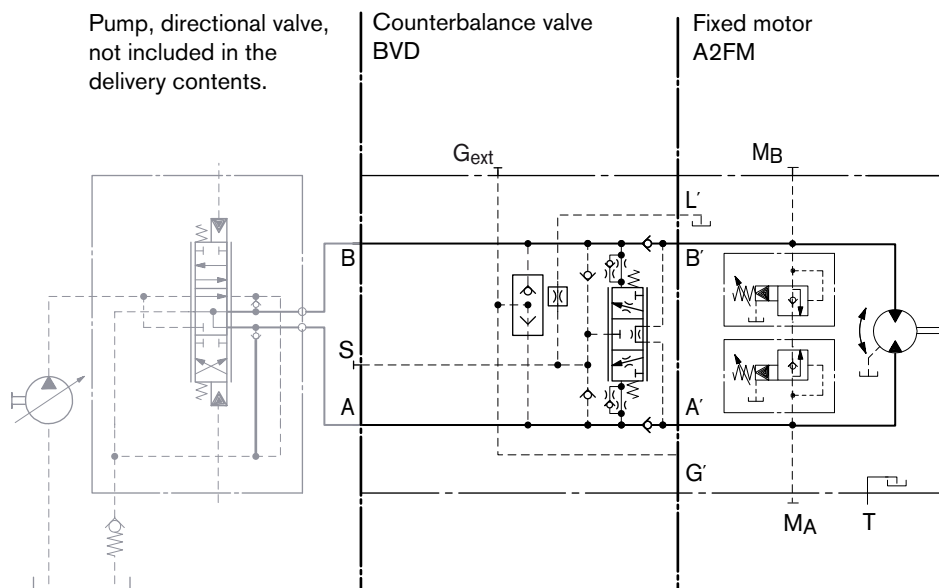 Pump, directional valve,
not included in the
delivery contents.
Counterbalance valve
BVD
Fixed motor
A2FM
Gext
MB
L′
B
B′
S
A
A′
G′
MA
T